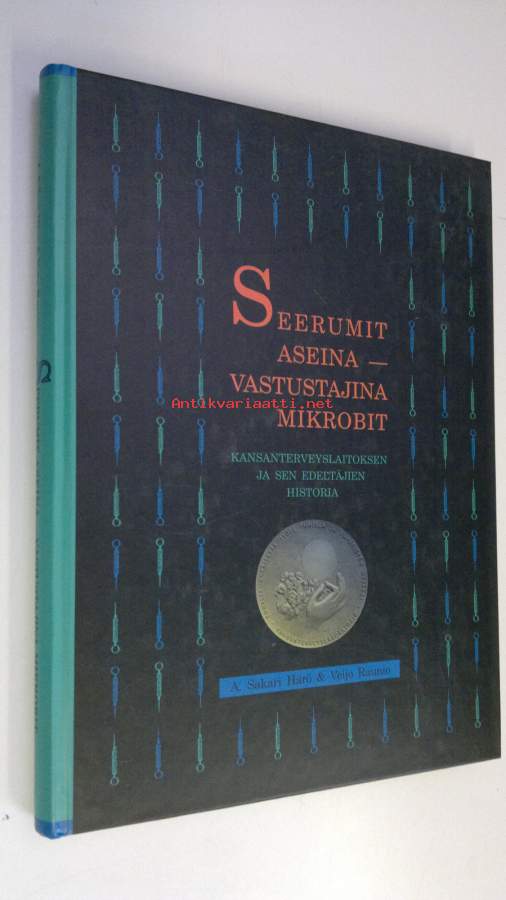 SEERUMIT
ASEINA —
VASTUSTAJINA
Antikvariaatti.net
MIKROBIT
KANSANTERVEYSLAITOKSEN
JA SEN EDELTÄJIEN
HISTORIA
A. Sakari Härö & Veijo Raunio